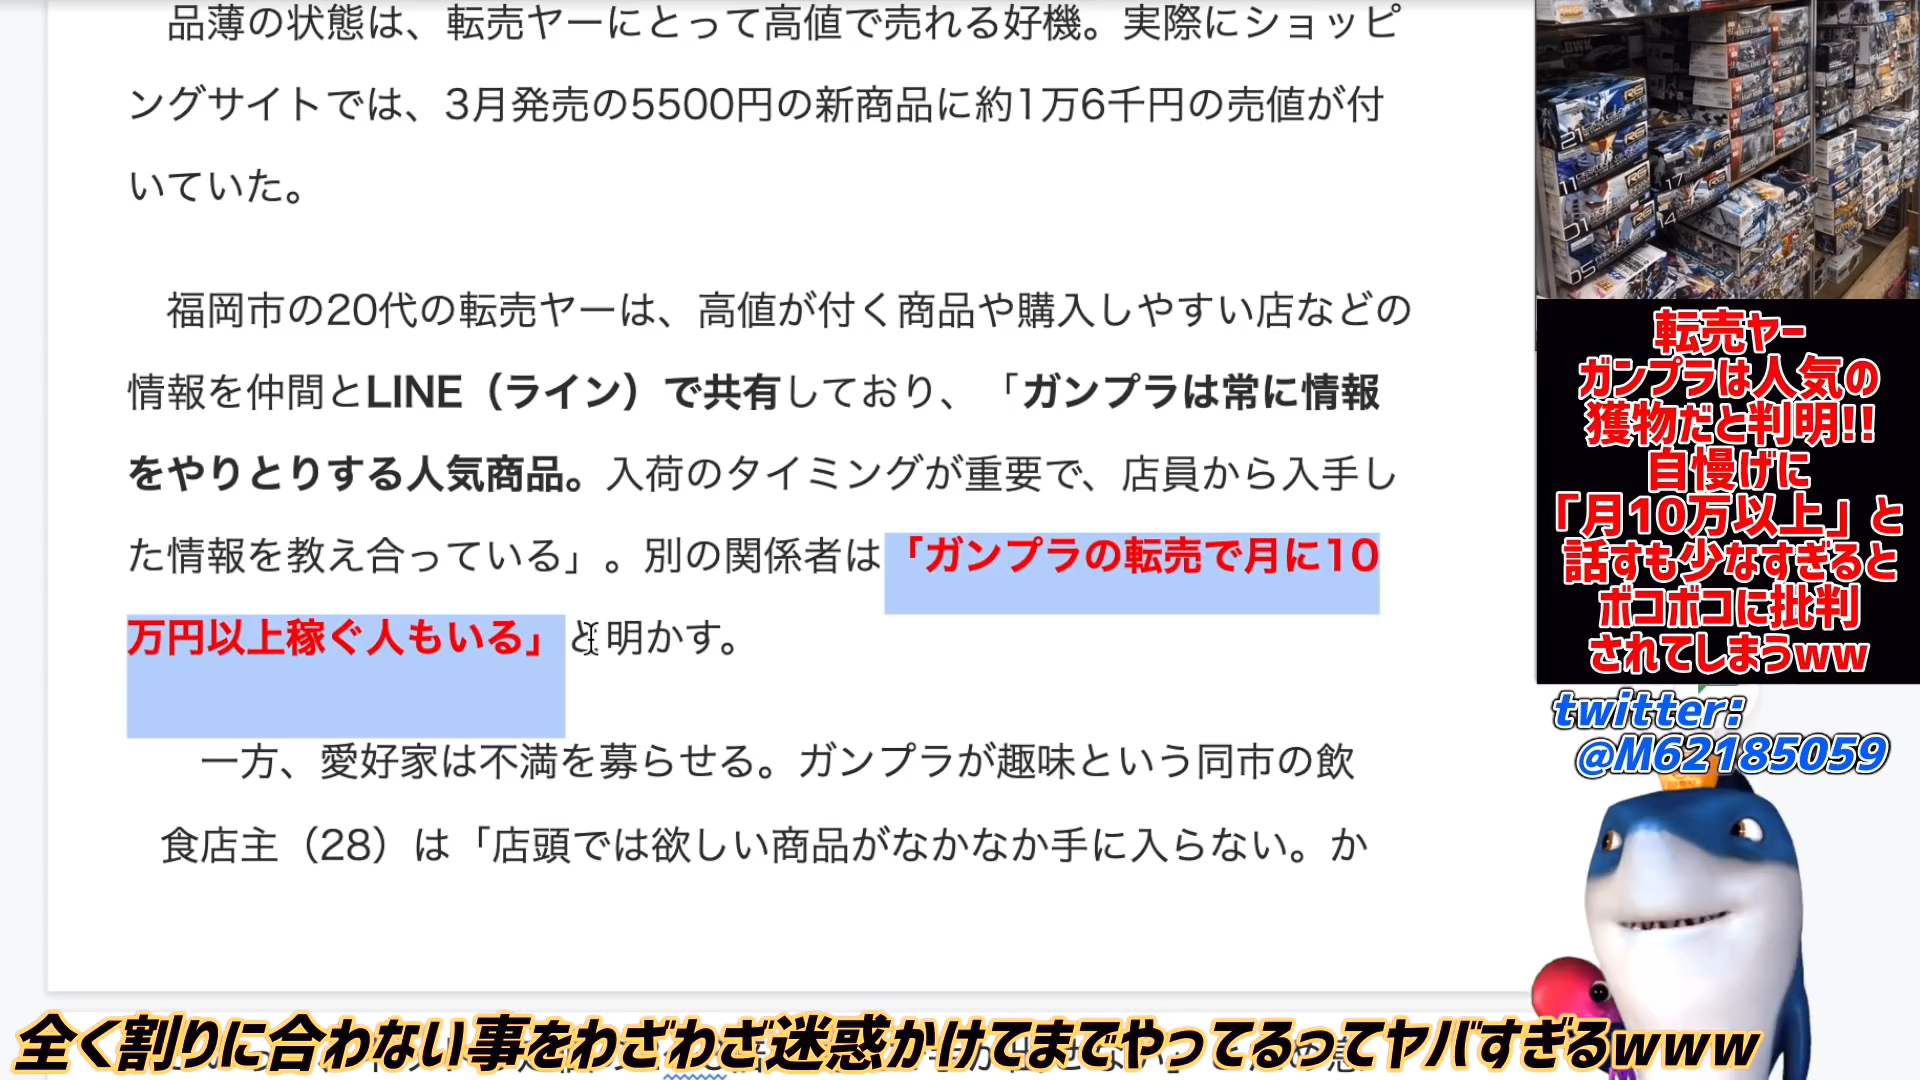 品薄の状態は、転売ヤーにとって高値で売れる好機。実際にショッピ
ングサイトでは、3月発売の5500円の新商品に約1万6千円の売値が付
いていた。
福岡市の20代の転売ヤーは、高値が付く商品や購入しやすい店などの
情報を仲間とLINE（ライン）で共有しており、「ガンプラは常に情報
をやりとりする人気商品。入荷のタイミングが重要で、店員から入手し
た情報を教え合っている」。別の関係者は「ガンプラの転売で月に10
万円以上稼ぐ人もいる」と明かす。
一方、愛好家は不満を募らせる。ガンプラが趣味という同市の飲
食店主（28）は「店頭では欲しい商品がなかなか手に入らない。か
転売ヤー
ガンプラは人気の
獲物だと判明!!
自慢げに
「月10万以上」と
話すも少なすぎると
ボコボコに批判
されてしまうww
twitter:
@M62185059
全く割りに合わない事をわざわざ迷惑かけてまでやってるってヤバすぎるwww